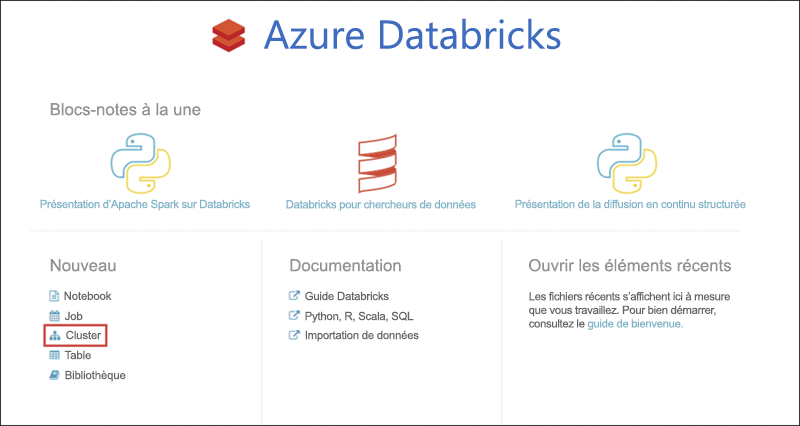 Azure Databricks
Blocs-notes à la une
Présentation d'Apache Spark sur Databricks
Databricks pour chercheurs de données
Présentation de la diffusion en continu structurée
Nouveau
Notebook
Job
Cluster
Table
Bibliothèque
Documentation
Guide Databricks
Python, R, Scala, SQL
Importation de données
Ouvrir les éléments récents
Les fichiers récents s'affichent ici à mesure
que vous travaillez. Pour bien démarrer,
consultez le guide de bienvenue.